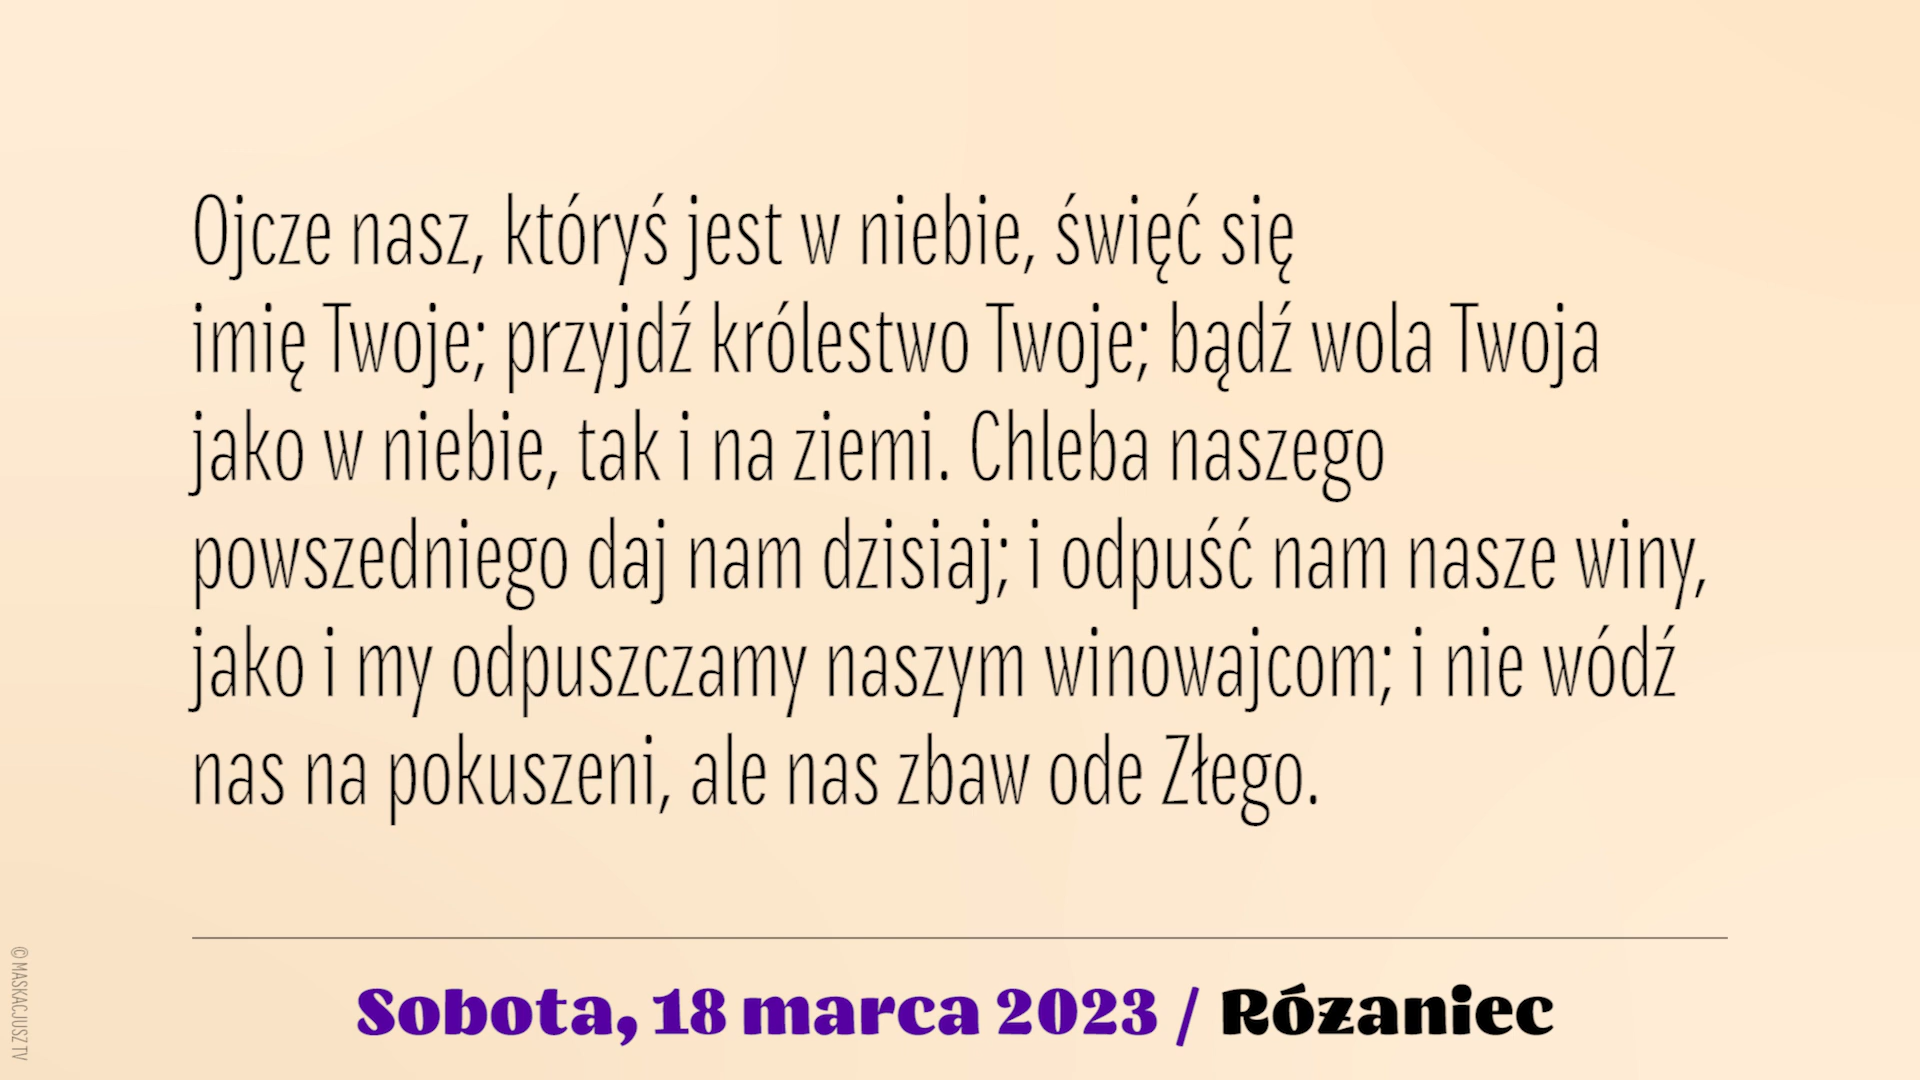 Ojcze nasz, któryś jest w niebie, święć się
imię Twoje; przyjdź królestwo Twoje; bądź wola Twoja
jako w niebie, tak i na ziemi. Chleba naszego
powszedniego daj nam dzisiaj; i odpuść nam nasze winy,
jako i my odpuszczamy naszym winowajcom; i nie wódź
nas na pokuszeni, ale nas zbaw ode Złego.
Sobota, 18 marca 2023 / Róƶaniec
© MASKACJUSZ TV